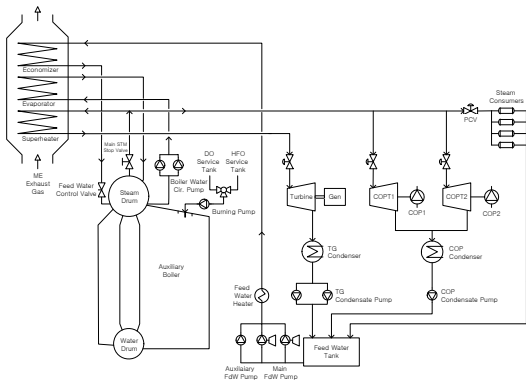 Economizer
Evaporator
Superheater
ME
Exhaust
Gas
Main STM
Stop Valve
Feed Water
Control Valve
Steam
Drum
Boiler Water
Cir. Pump
DO
Service
Tank
HFO
Service
Tank
Burning Pump
Auxiliary
Boiler
Water
Drum
Feed
Water
Heater
Auxilaiary
FdW Pump
Main
FdW Pump
Turbine
Gen
TG
Condenser
TG
Condensate Pump
Feed Water
Tank
COPT1
COP1
COPT2
COP2
COP
Condenser
COP
Condensate Pump
PCV
Steam
Consumers